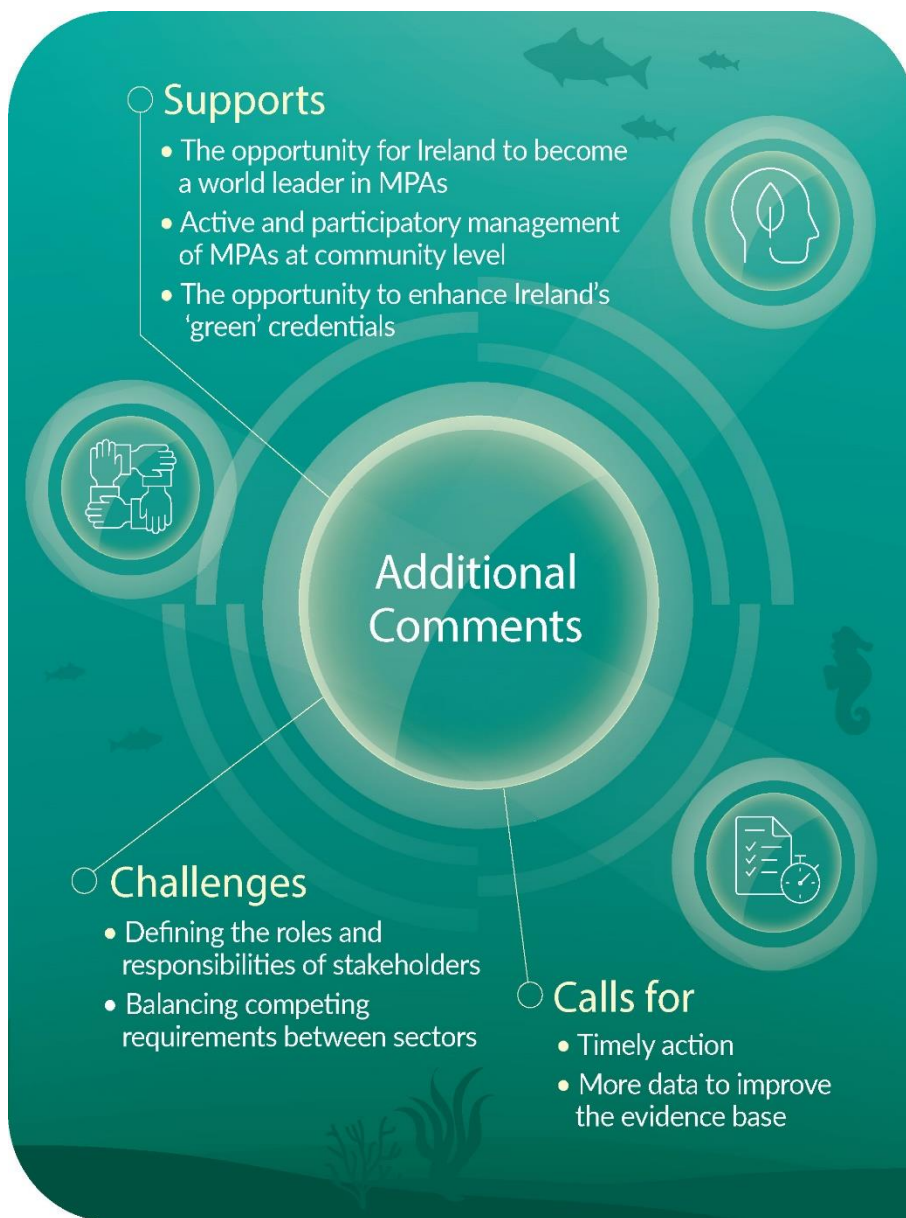 Supports
• The opportunity for Ireland to become
a world leader in MPAs
• Active and participatory management
of MPAs at community level
• The opportunity to enhance Ireland’s
‘green’ credentials
Additional
Comments
Challenges
• Defining the roles and
responsibilities of stakeholders
• Balancing competing
requirements between sectors
Calls for
• Timely action
• More data to improve
the evidence base